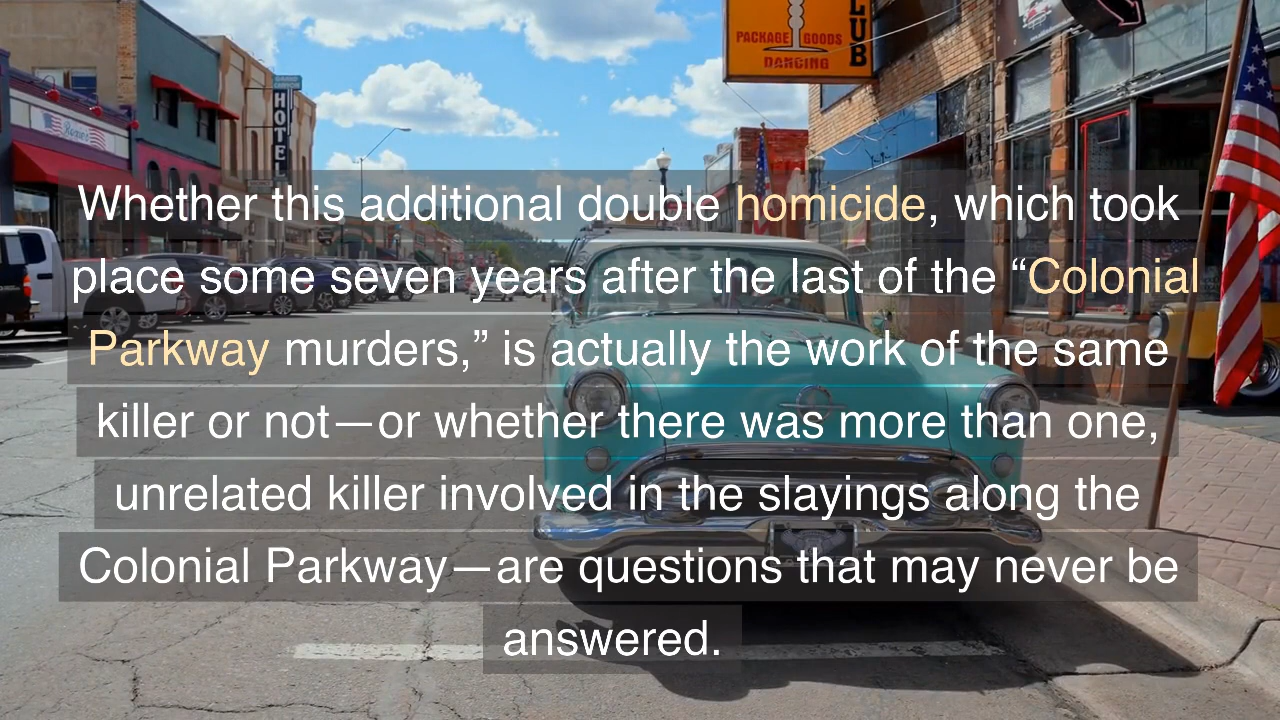 CLUB
PACKAGE GOODS
DANCING
HOTEL
Whether this additional double homicide, which took
place some seven years after the last of the “Colonial
Parkway murders,” is actually the work of the same
killer or not—or whether there was more than one,
unrelated killer involved in the slayings along the
Colonial Parkway—are questions that may never be
answered.